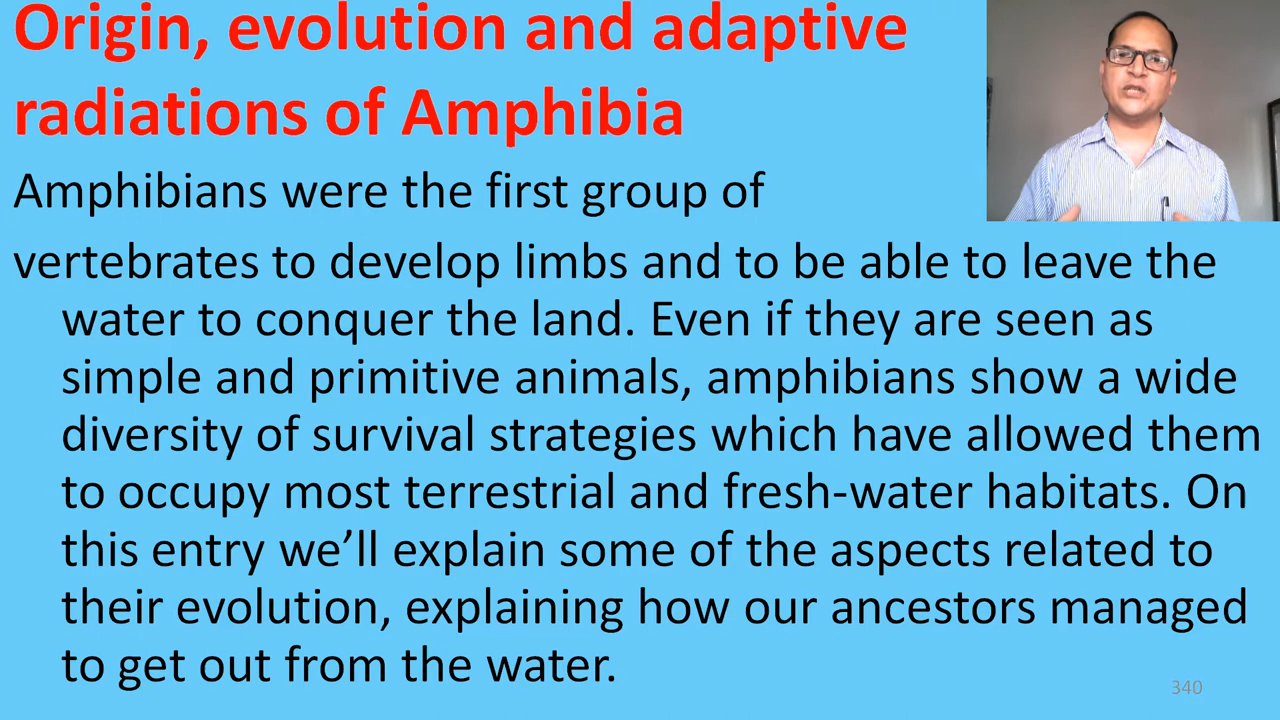 Origin, evolution and adaptive
radiations of Amphibia
Amphibians were the first group of
vertebrates to develop limbs and to be able to leave the
water to conquer the land. Even if they are seen as
simple and primitive animals, amphibians show a wide
diversity of survival strategies which have allowed them
to occupy most terrestrial and fresh-water habitats. On
this entry we’ll explain some of the aspects related to
their evolution, explaining how our ancestors managed
to get out from the water.
340